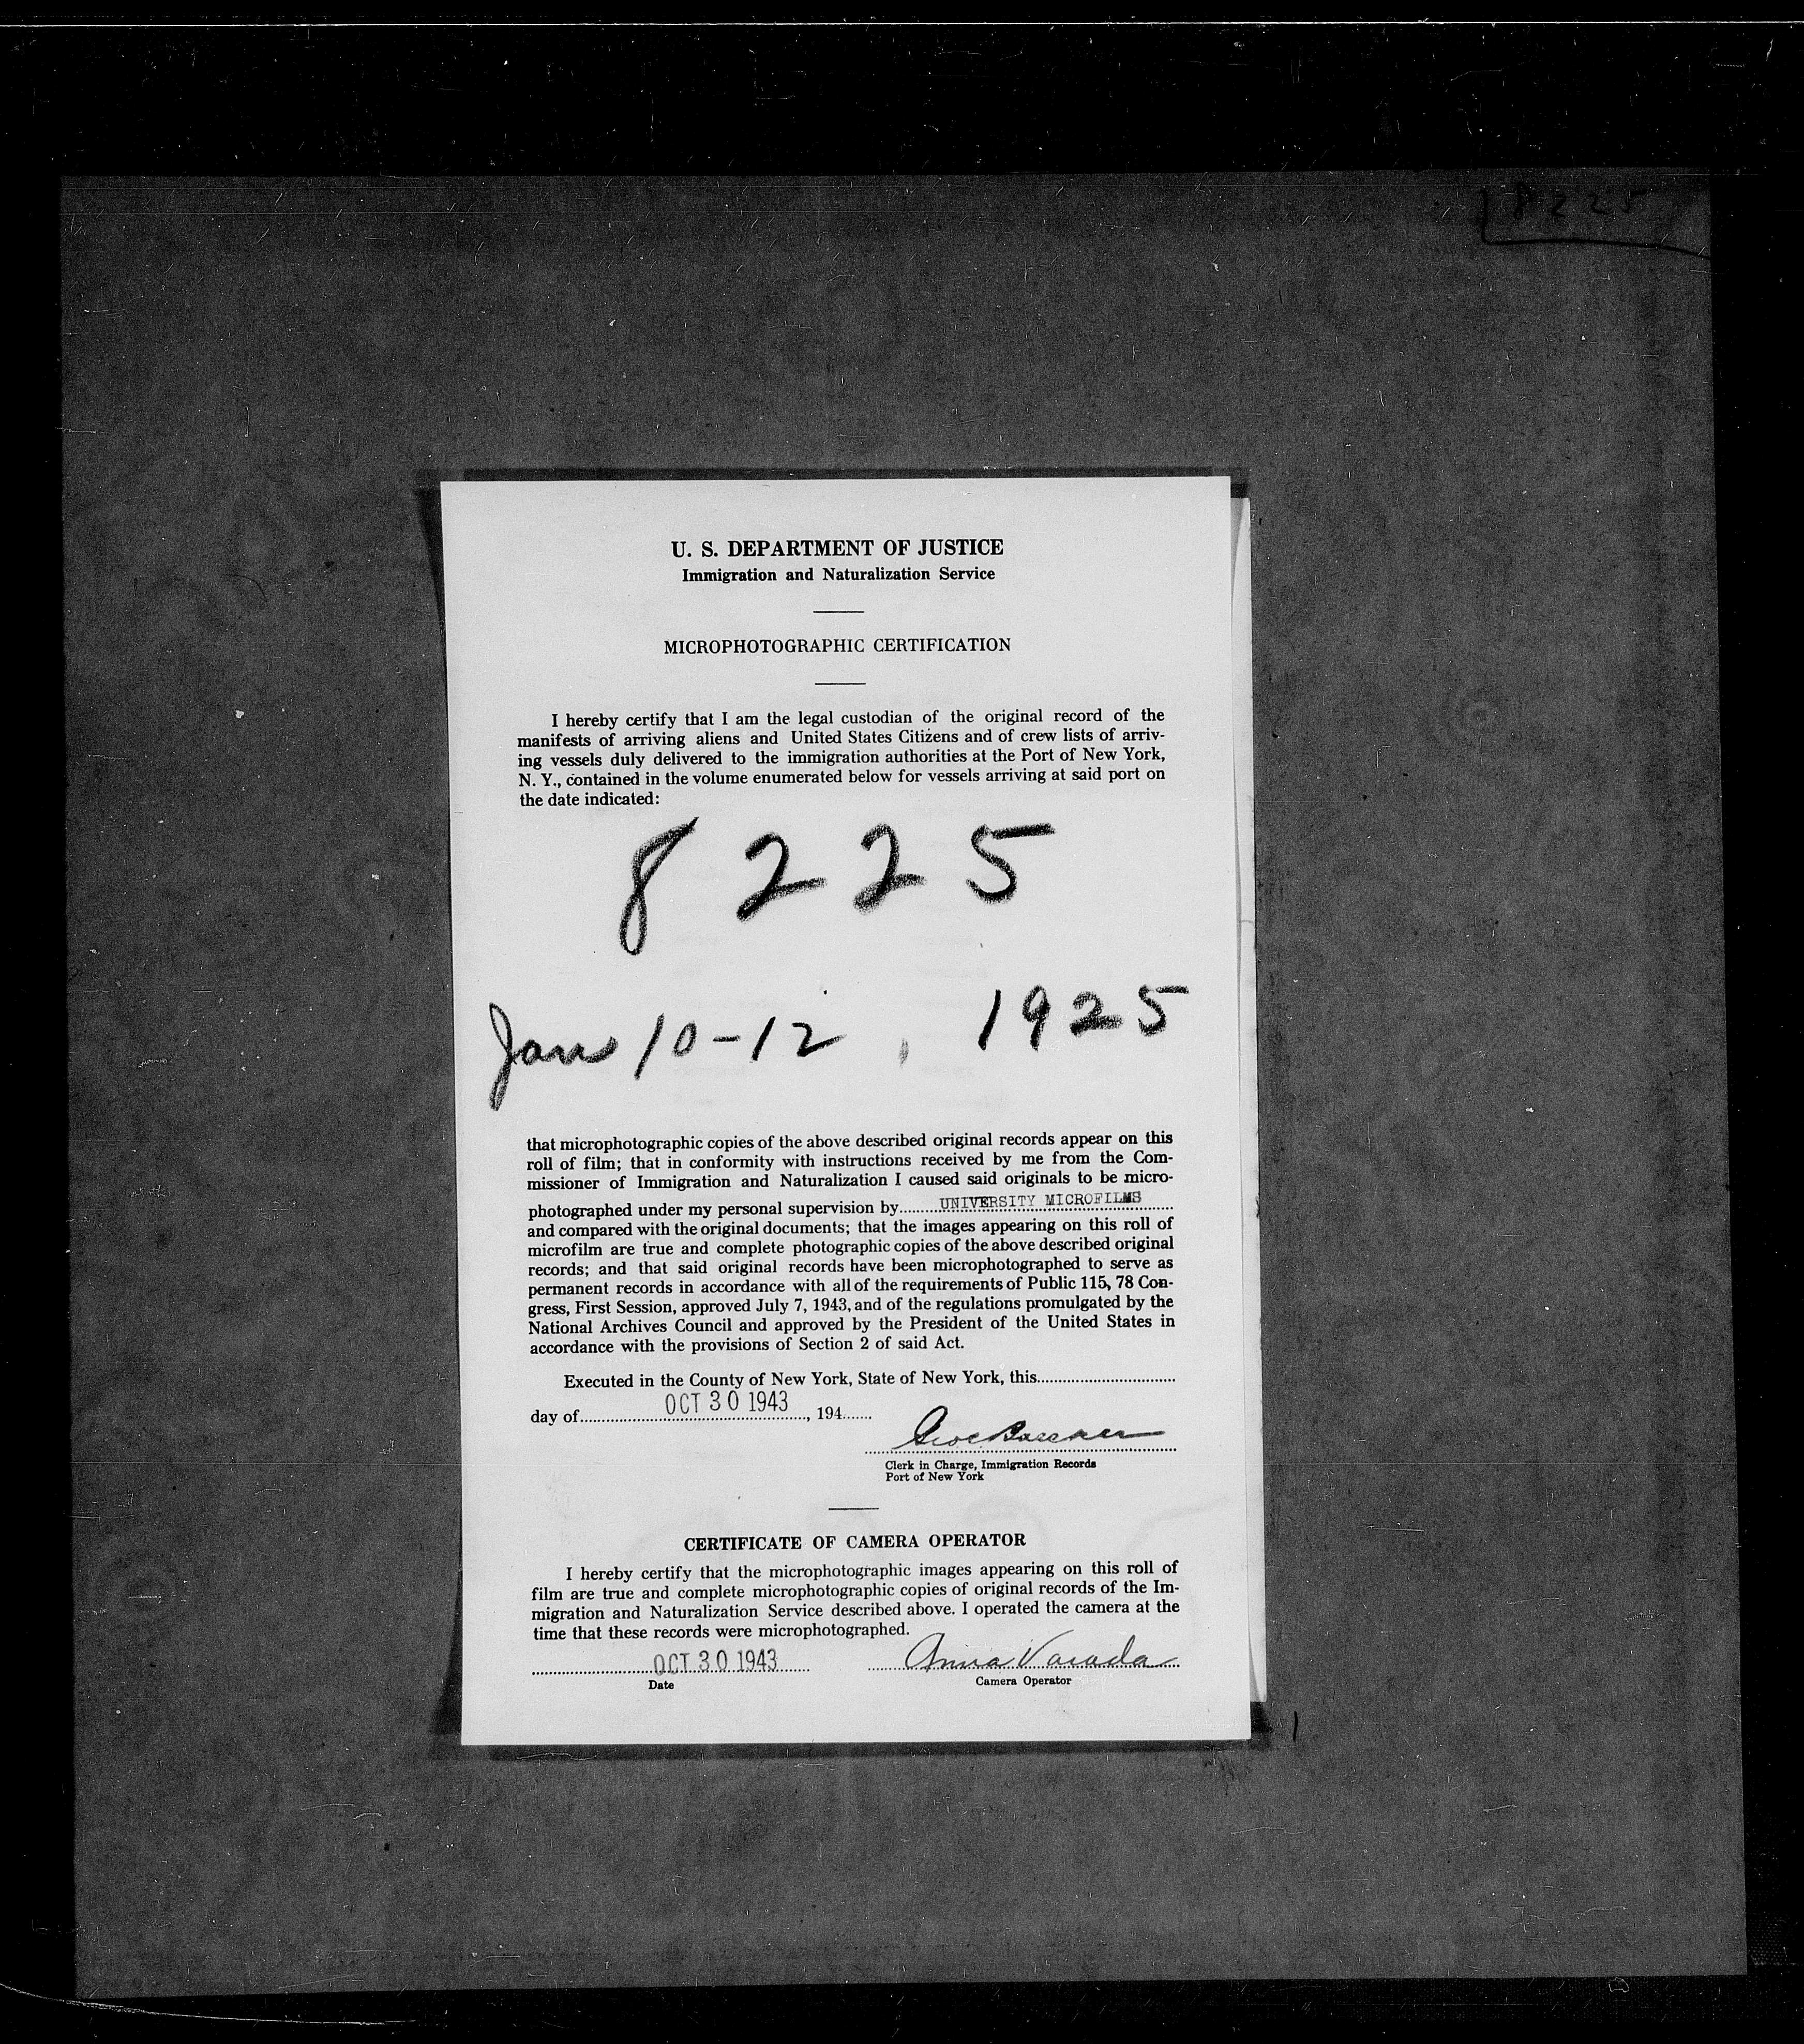 8225
U. S. DEPARTMENT OF JUSTICE
Immigration and Naturalization Service
MICROPHOTOGRAPHIC CERTIFICATION
I hereby certify that I am the legal custodian of the original record of the
manifests of arriving aliens and United States Citizens and of crew lists of arriv-
ing vessels duly delivered to the immigration authorities at the Port of New York,
N. Y., contained in the volume enumerated below for vessels arriving at said port on
the date indicated:
8225
Jan 10-12, 1925
that microphotographic copies of the above described original records appear on this
roll of film; that in conformity with instructions received by me from the Com-
missioner of Immigration and Naturalization I caused said originals to be micro-
photographed under my personal supervision by UNIVERSITY MICROFILMS
and compared with the original documents; that the images appearing on this roll of
microfilm are true and complete photographic copies of the above described original
records; and that said original records have been microphotographed to serve as
permanent records in accordance with all of the requirements of Public 115, 78 Con-
gress, First Session, approved July 7, 1943, and of the regulations promulgated by the
National Archives Council and approved by the President of the United States in
accordance with the provisions of Section 2 of said Act.
Executed in the County of New York, State of New York, this
day of OCT 30 1943, 194
Clerk in Charge, Immigration Records
Port of New York
CERTIFICATE OF CAMERA OPERATOR
I hereby certify that the microphotographic images appearing on this roll of
film are true and complete microphotographic copies of original records of the Im-
migration and Naturalization Service described above. I operated the camera at the
time that these records were microphotographed.
OCT 30 1943 Anna Varada
Date Camera Operator